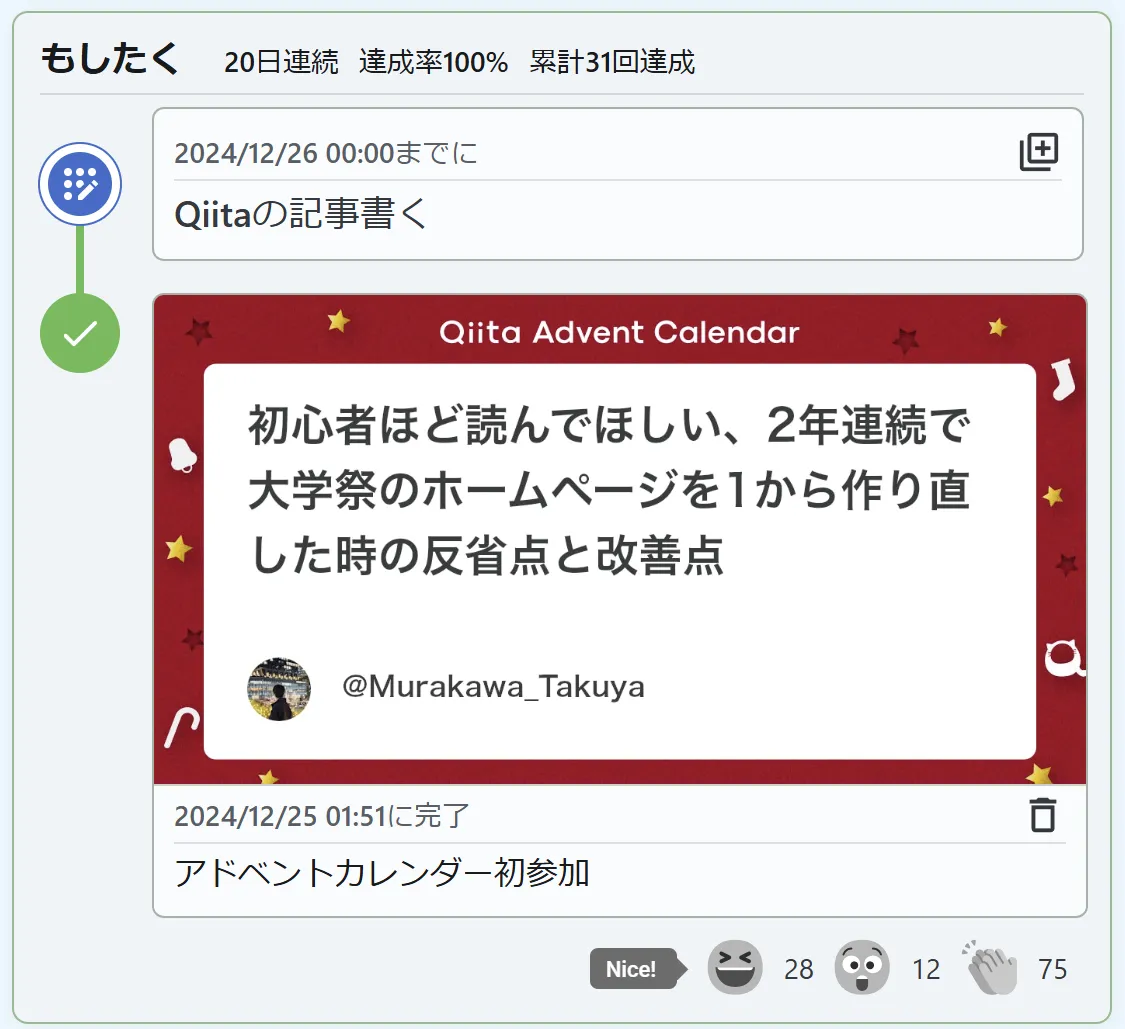 もしたく 20日連続 達成率100% 累計31回達成
2024/12/26 00:00までに
Qiitaの記事書く
Qiita Advent Calendar
初心者ほど読んでほしい、2年連続で
大学祭のホームページを1から作り直
した時の反省点と改善点
@Murakawa_Takuya
2024/12/25 01:51に完了
アドベントカレンダー初参加
Nice! 28 12 75